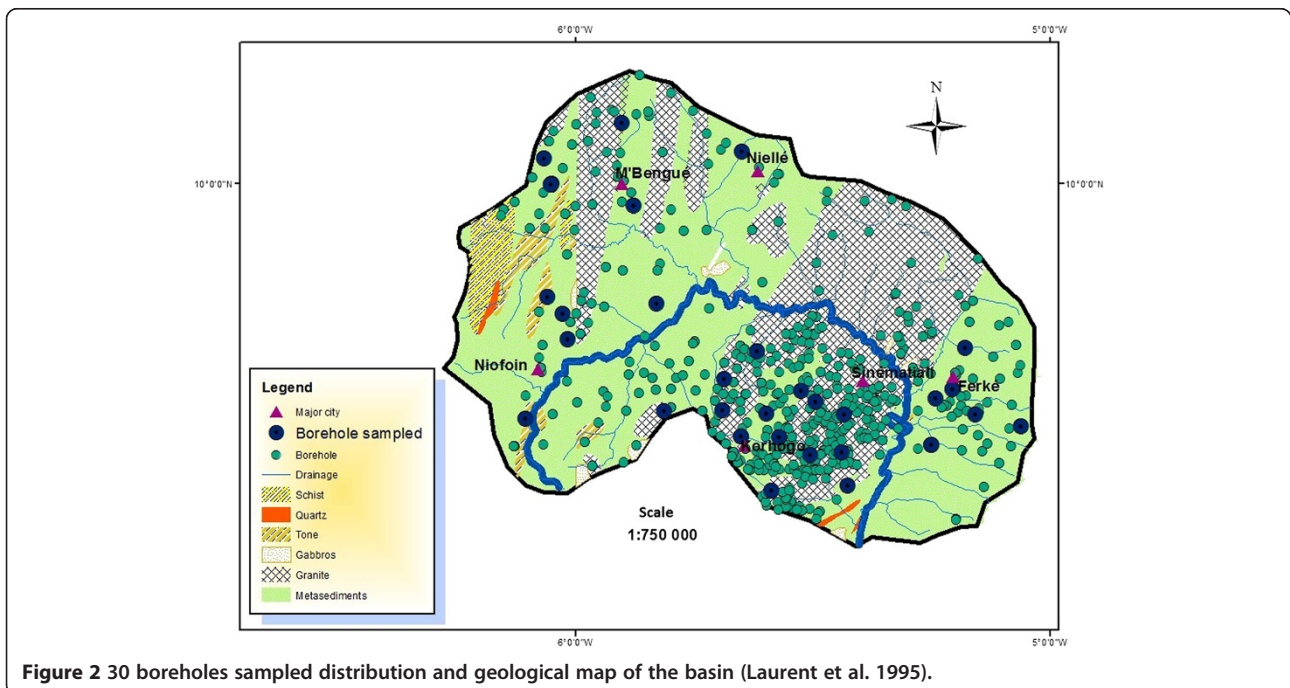 6°0'0"W 5°0'0"W
N
Niellé
M'Bengué
10°0'0"N 10°0'0"N
Niofoin
Sinématiali
Ferké
Korhogo
Legend
Major city
Borehole sampled
Borehole
Drainage
Schist
Quartz
Tone
Gabbros
Granite
Metasediments
Scale
1:750 000
6°0'0"W 5°0'0"W
Figure 2 30 boreholes sampled distribution and geological map of the basin (Laurent et al. 1995).